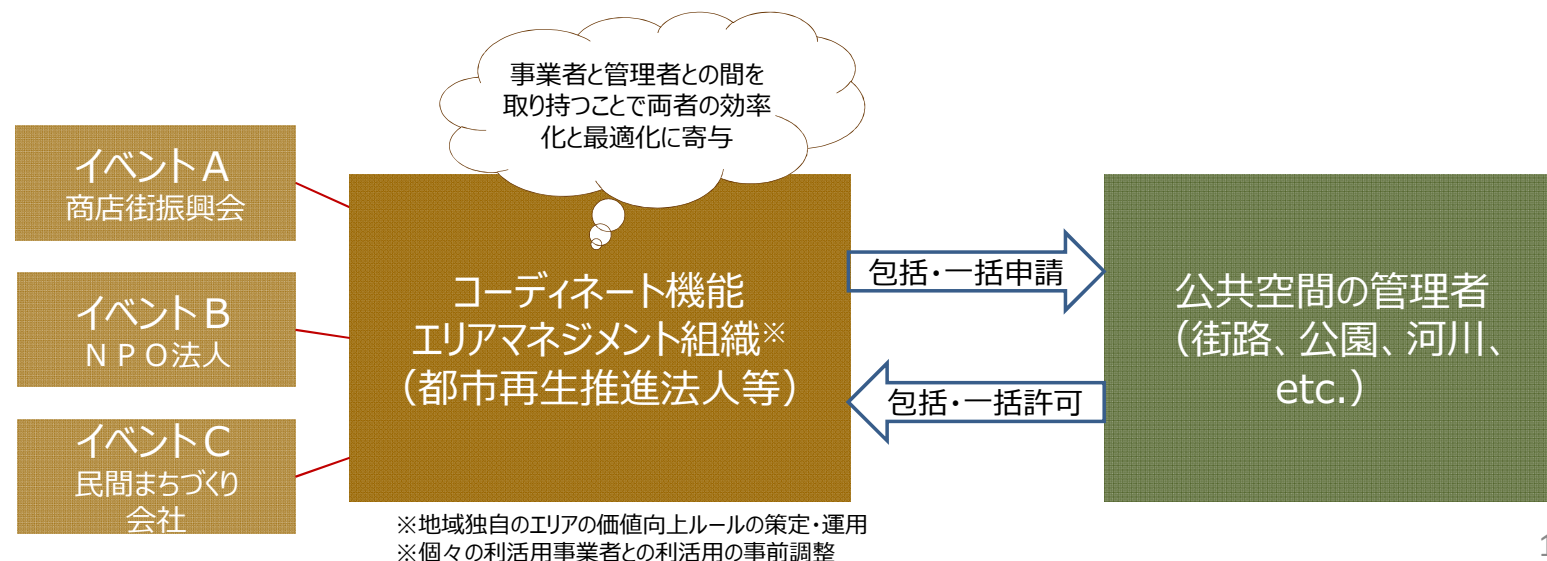 事業者と管理者との間を
取り持つことで両者の効率
化と最適化に寄与
イベントA
商店街振興会
イベントB
NPO法人
イベントC
民間まちづくり
会社
コーディネート機能
エリアマネジメント組織※
（都市再生推進法人等）
包括・一括申請
包括・一括許可
公共空間の管理者
（街路、公園、河川、
etc.）
※地域独自のエリアの価値向上ルールの策定・運用
※個々の利活用事業者との利活用の事前調整